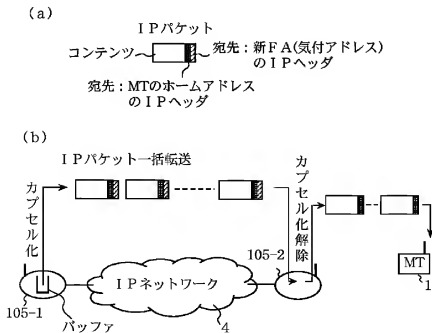 (a)
IPパケット
コンテンツ
宛先：新FA(気付アドレス)
のIPヘッダ
宛先：MTのホームアドレス
のIPヘッダ
(b)
IPパケット一括転送
カプセル化
カプセル化解除
105-2
MT
1
IPネットワーク
105-1
バッファ
4